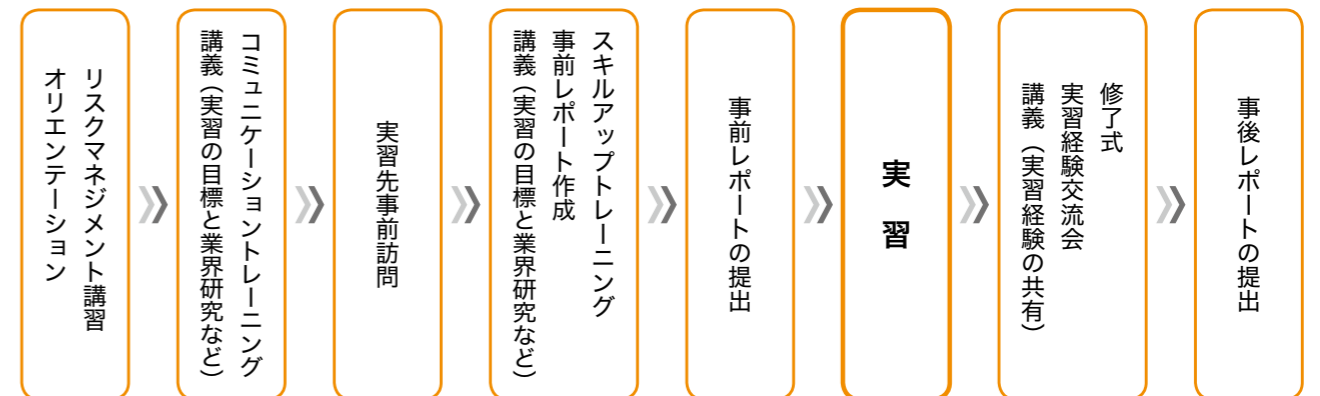 リスクマネジメント講習
オリエンテーション
コミュニケーショントレーニング
講義（実習の目標と業界研究など）
実習先事前訪問
スキルアップトレーニング
事前レポート作成
講義（実習の目標と業界研究など）
事前レポートの提出
実習
修了式
実習経験交流会
講義（実習経験の共有）
事後レポートの提出